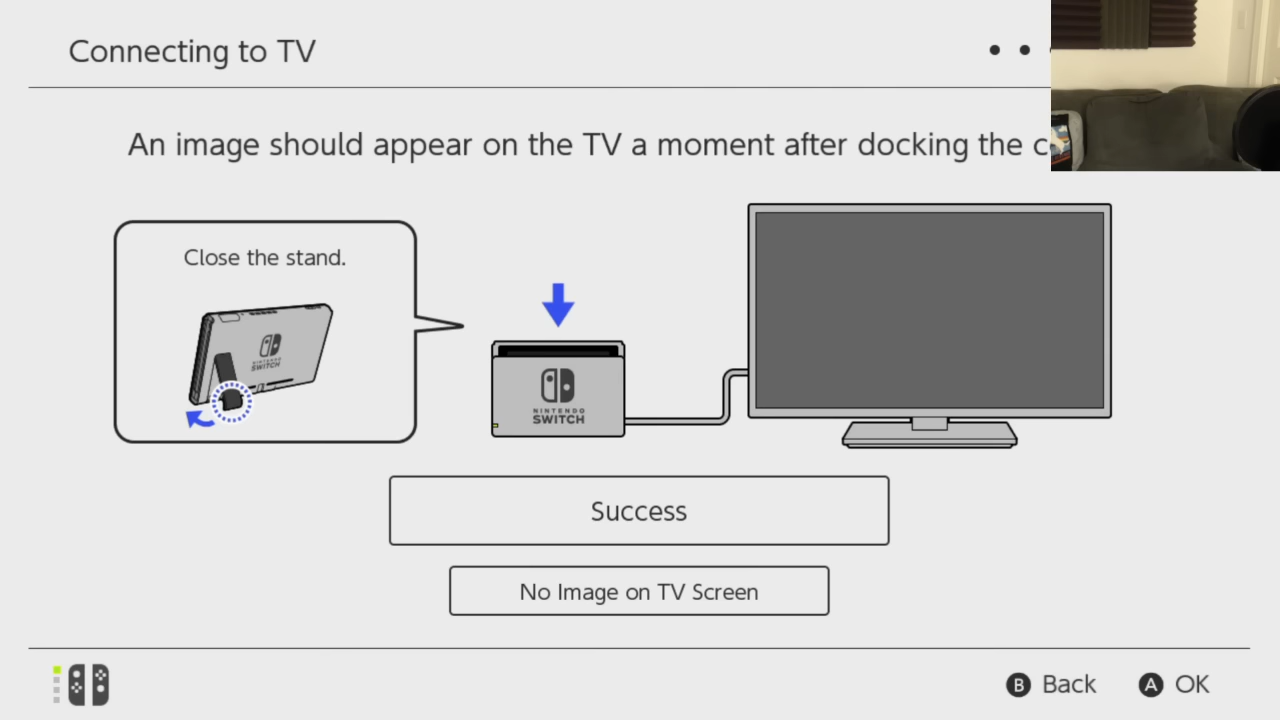 Connecting to TV
An image should appear on the TV a moment after docking the
Close the stand.
NINTENDO
SWITCH
NINTENDO
SWITCH
Success
No Image on TV Screen
B Back
A OK